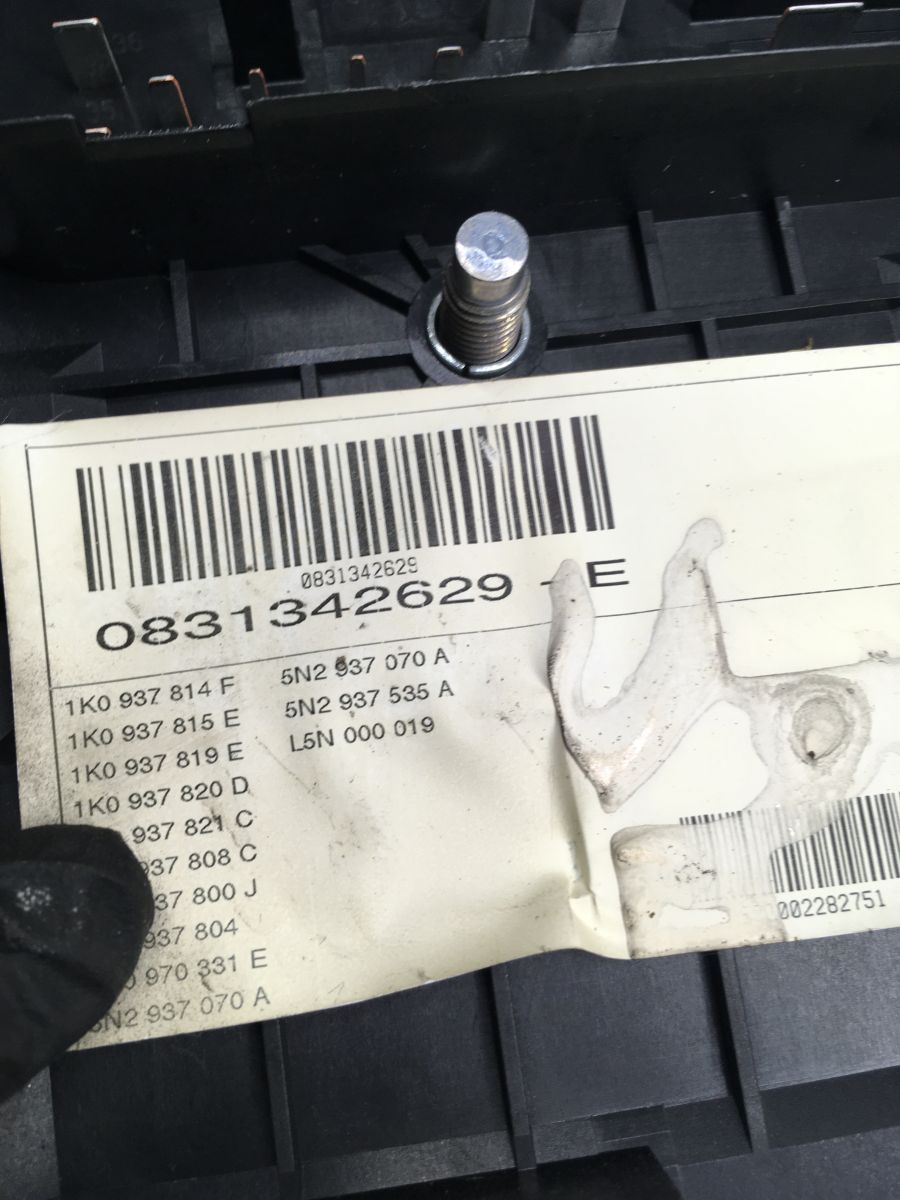 0831342629
0831342629 - E
1K0 937 814 F
1K0 937 815 E
1K0 937 819 E
1K0 937 820 D
937 821 C
937 808 C
37 800 J
937 804
970 331 E
5N2 937 070 A
5N2 937 070 A
5N2 937 535 A
L5N 000 019
002282751